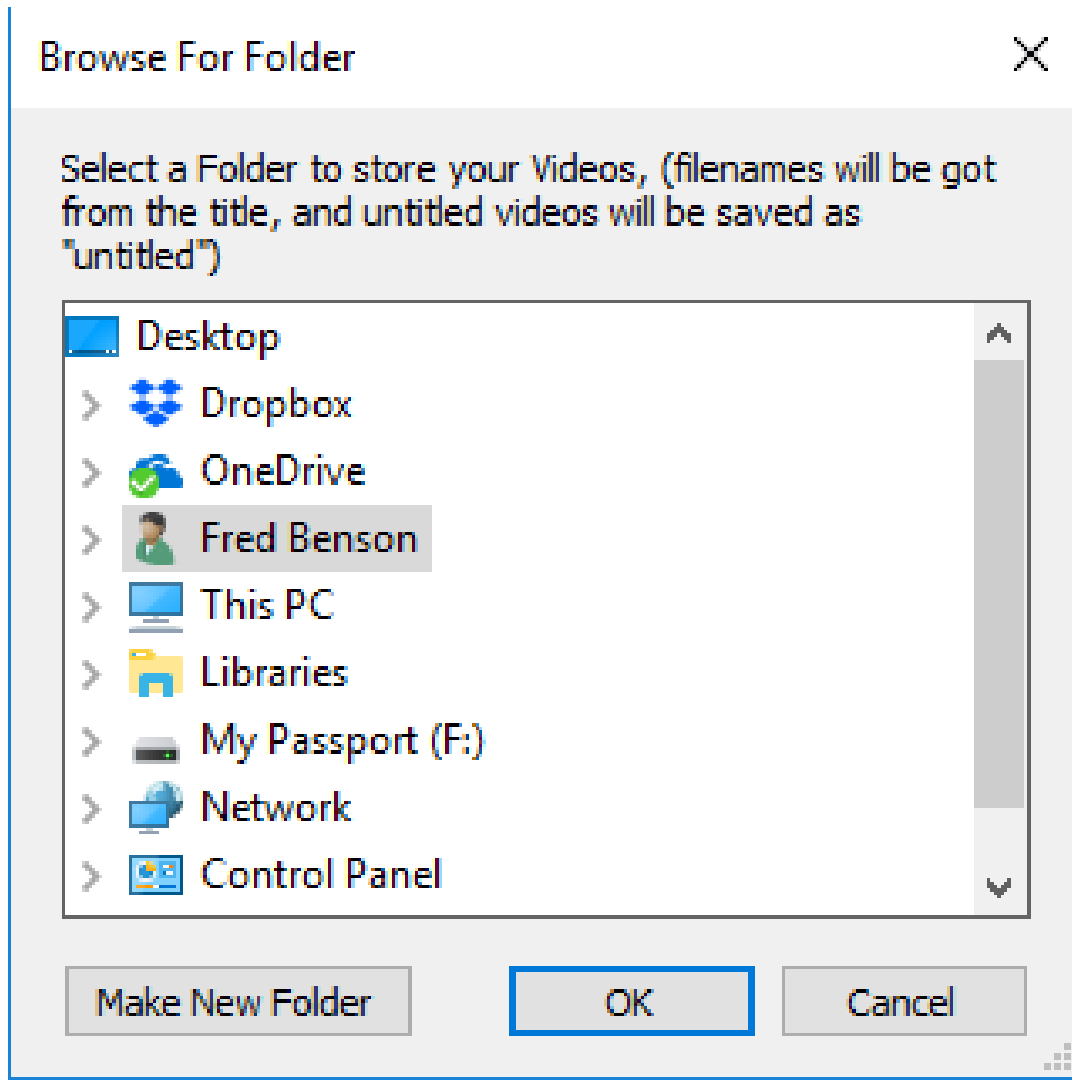 Browse For Folder
Select a Folder to store your Videos, (filenames will be got
from the title, and untitled videos will be saved as
"untitled")
Desktop
Dropbox
OneDrive
Fred Benson
This PC
Libraries
My Passport (F:)
Network
Control Panel
Make New Folder
OK
Cancel